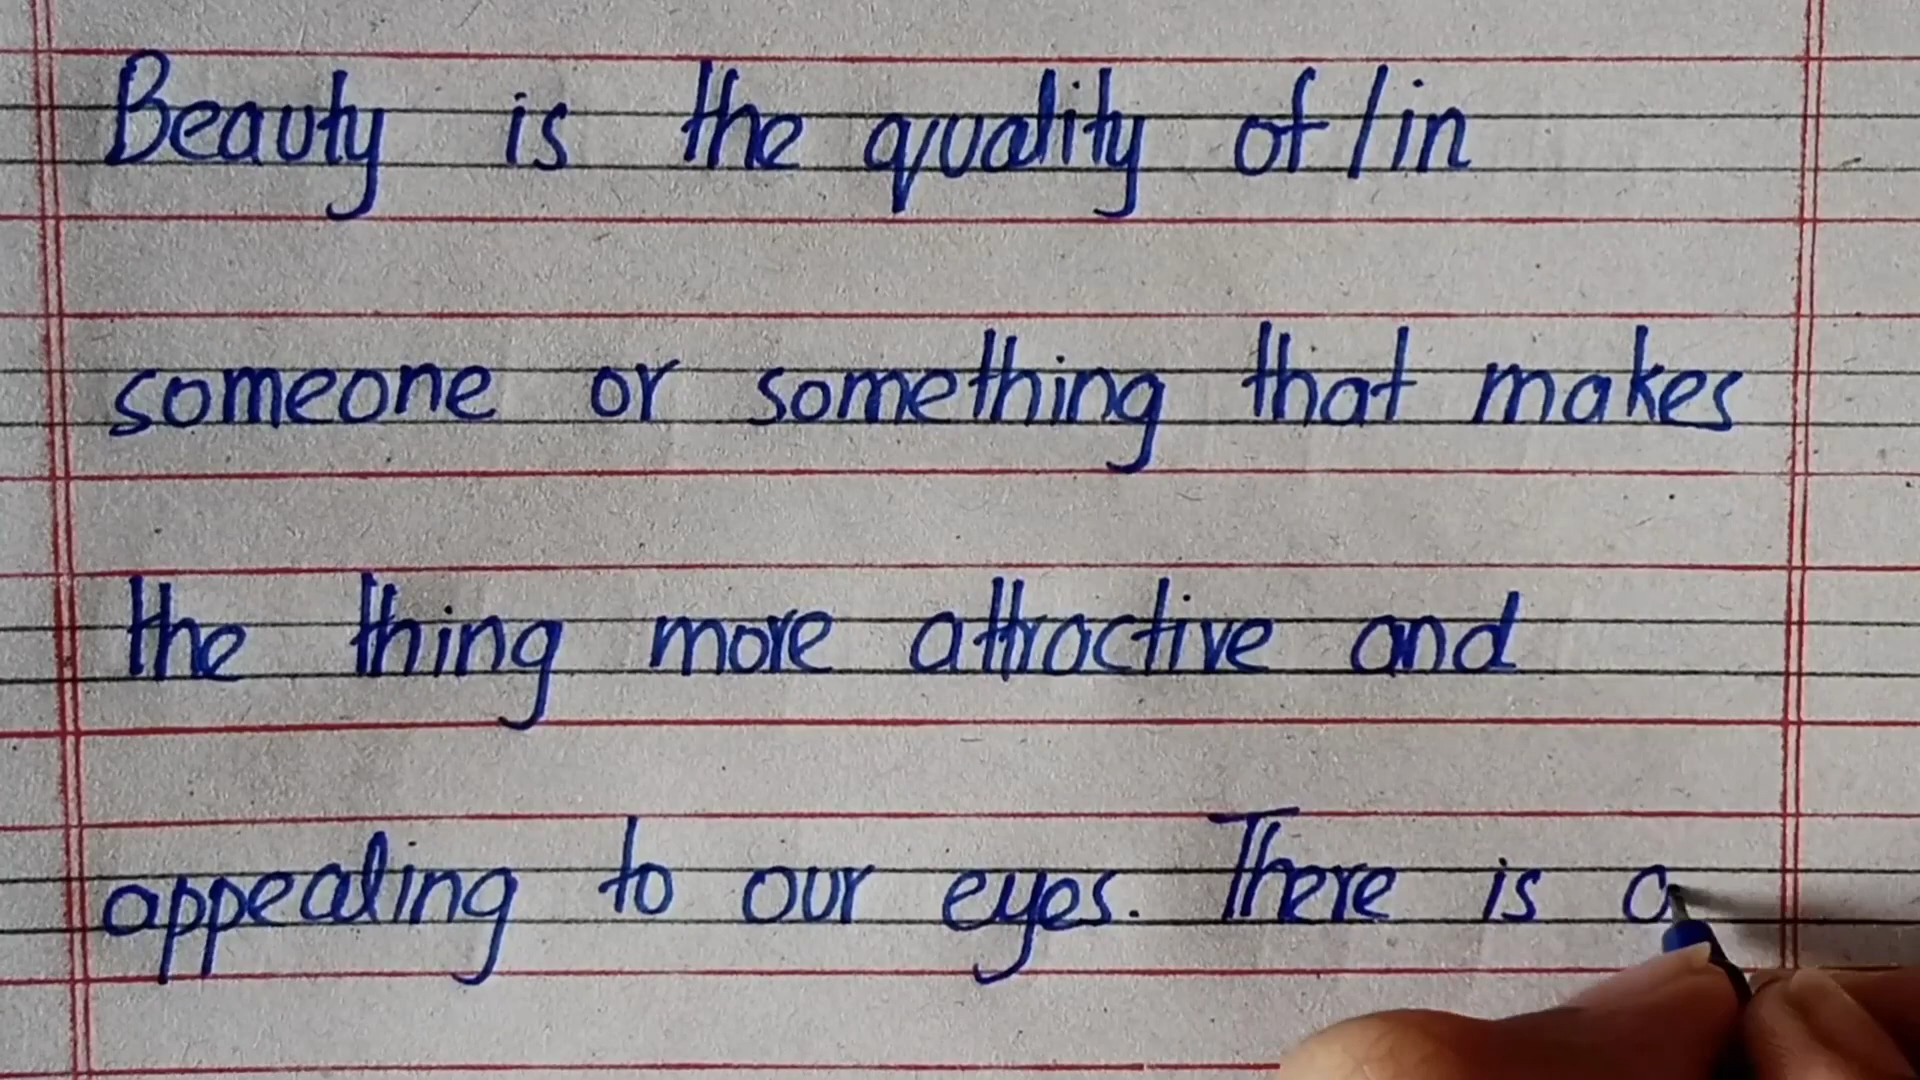 Beauty is the quality of/in
someone or something that makes
the thing more attractive and
appealing to our eyes. There is a